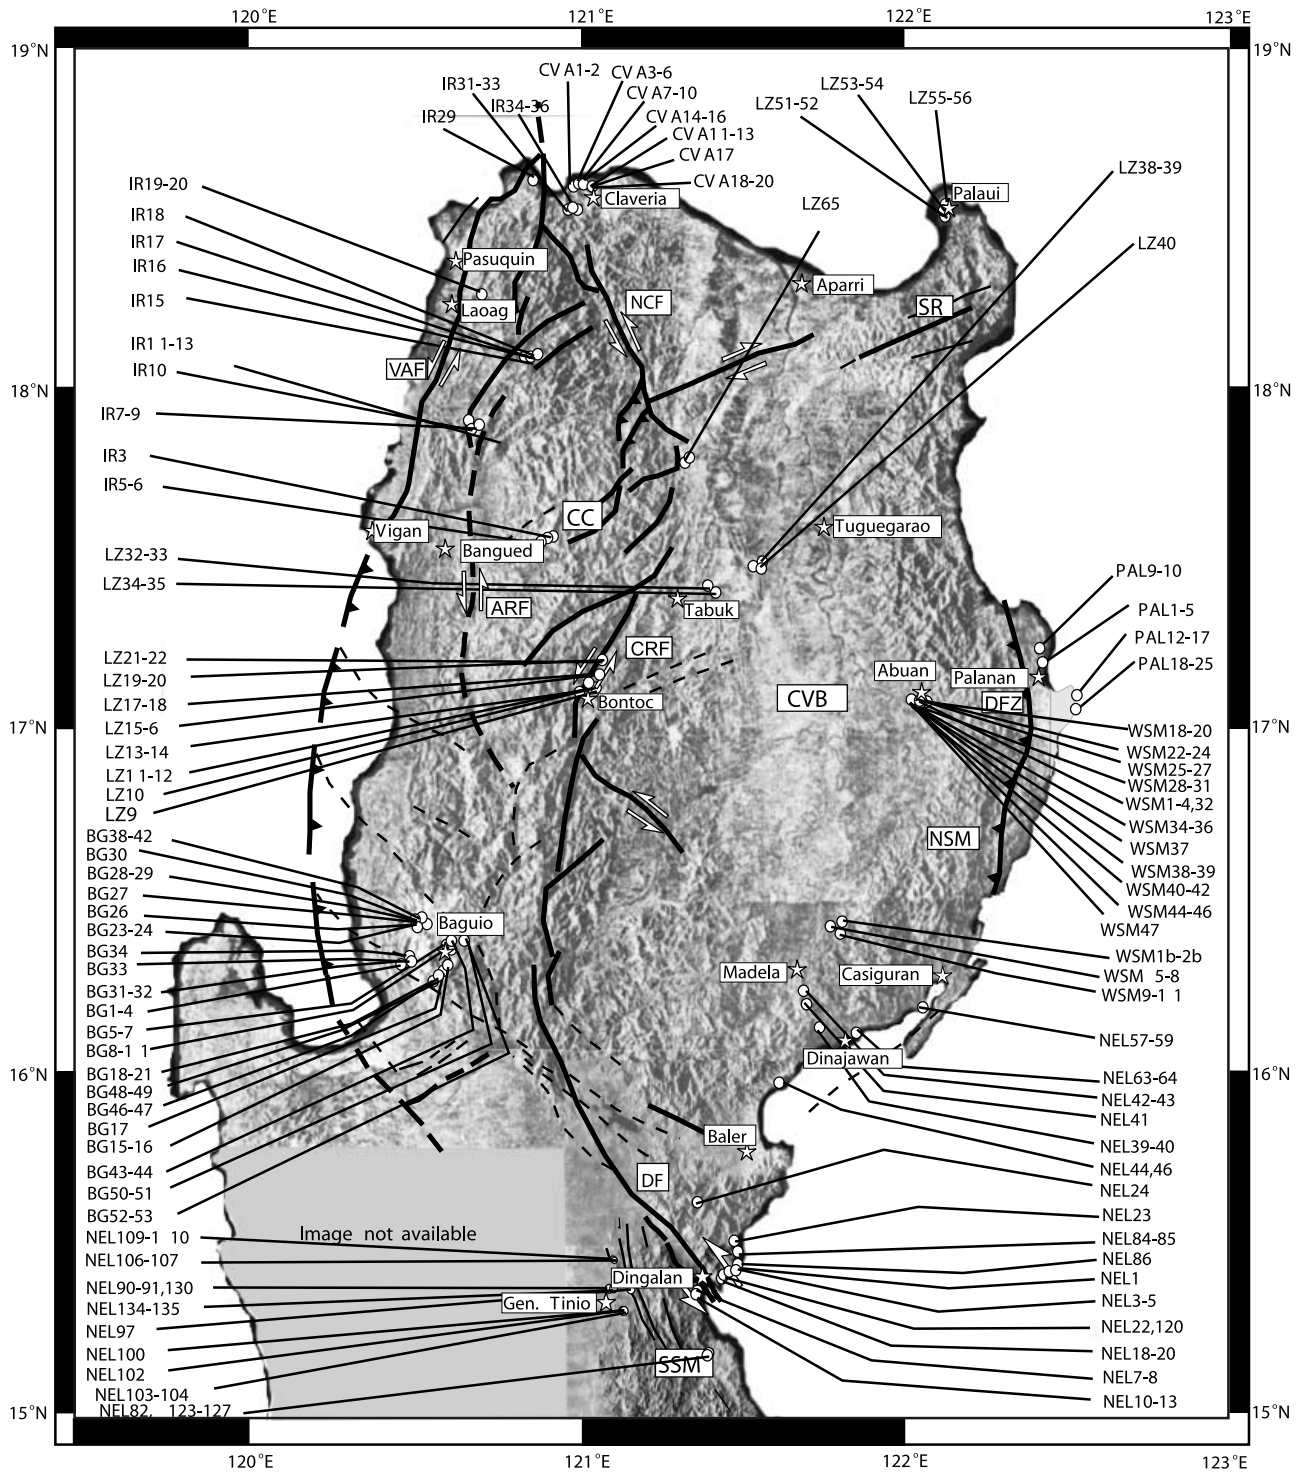 120°E
121°E
122°E
123°E
19°N
19°N
CV A1-2
CV A3-6
IR31-33
IR34-36
CV A7-10
LZ53-54
LZ55-56
LZ51-52
IR29
CV A14-16
CV A11-13
CV A17
CV A18-20
LZ38-39
IR19-20
Claveria
Palaui
LZ65
IR18
IR17
LZ40
IR16
Pasuquin
Aparri
IR15
Laoag
NCF
SR
IR1 1-13
VAF
IR10
18°N
18°N
IR7-9
IR3
IR5-6
CC
Vigan
Tuguegarao
Bangued
LZ32-33
LZ34-35
PAL9-10
ARF
Tabuk
PAL1-5
PAL12-17
LZ21-22
CRF
PAL18-25
LZ19-20
Abuan
Palanan
LZ17-18
Bontoc
CVB
DFZ
LZ15-6
17°N
17°N
WSM18-20
LZ13-14
WSM22-24
LZ1 1-12
WSM25-27
LZ10
WSM28-31
LZ9
WSM1-4,32
BG38-42
WSM34-36
BG30
NSM
WSM37
BG28-29
WSM38-39
BG27
WSM40-42
BG26
WSM44-46
BG23-24
Baguio
WSM47
BG34
WSM1b-2b
BG33
Madela
Casiguran
WSM 5-8
BG31-32
WSM9-1 1
BG1-4
BG5-7
NEL57-59
BG8-1 1
Dinajawan
BG18-21
16°N
16°N
NEL63-64
BG48-49
NEL42-43
BG46-47
NEL41
BG17
Baler
BG15-16
NEL39-40
BG43-44
NEL44,46
BG50-51
DF
NEL24
BG52-53
NEL23
Image not available
NEL109-1 10
NEL84-85
NEL106-107
NEL86
Dingalan
NEL1
NEL90-91,130
Gen. Tinio
NEL3-5
NEL134-135
NEL22,120
NEL97
NEL18-20
NEL100
SSM
NEL7-8
NEL102
NEL103-104
NEL10-13
NEL82, 123-127
15°N
15°N
120°E
121°E
122°E
123°E